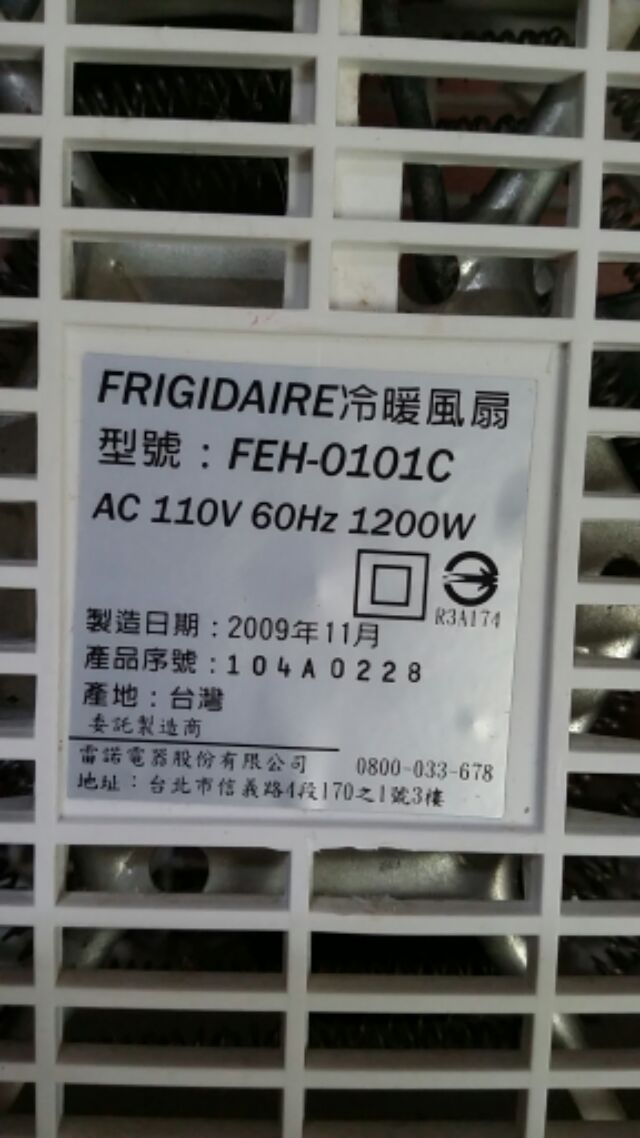 FRIGIDAIRE冷暖風扇
型號：FEH-0101C
AC 110V 60Hz 1200W
R3A174
製造日期：2009年11月
產品序號：104A0228
產地：台灣
委託製造商
雷諾電器股份有限公司 0800-033-678
地址：台北市信義路4段170之1號3樓